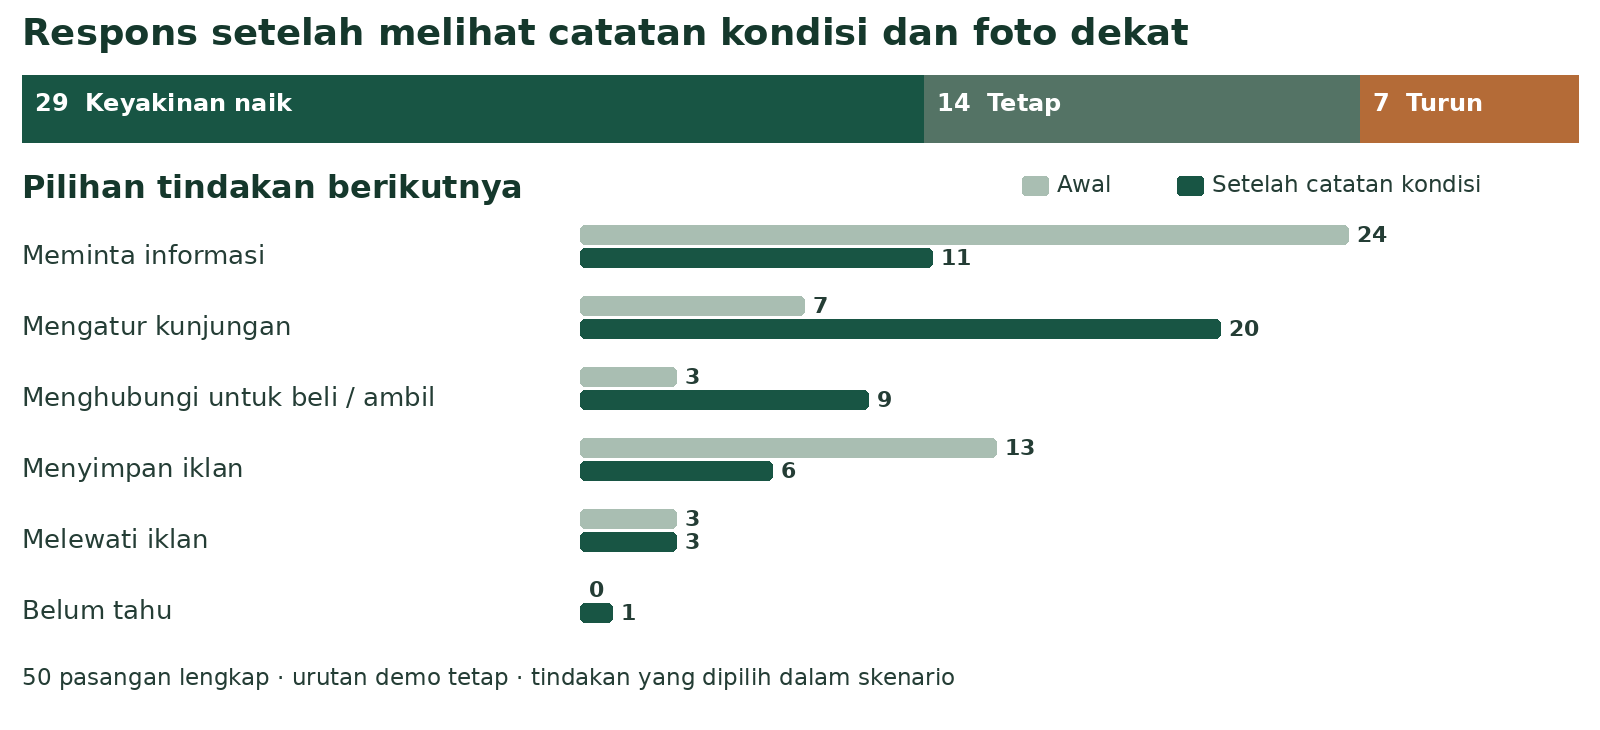 Respons setelah melihat catatan kondisi dan foto dekat
29 Keyakinan naik 14 Tetap 7 Turun
Pilihan tindakan berikutnya
Awal Setelah catatan kondisi
Meminta informasi
24
11
Mengatur kunjungan
7
20
Menghubungi untuk beli / ambil
3
9
Menyimpan iklan
13
6
Melewati iklan
3
3
Belum tahu
0
1
50 pasangan lengkap · urutan demo tetap · tindakan yang dipilih dalam skenario